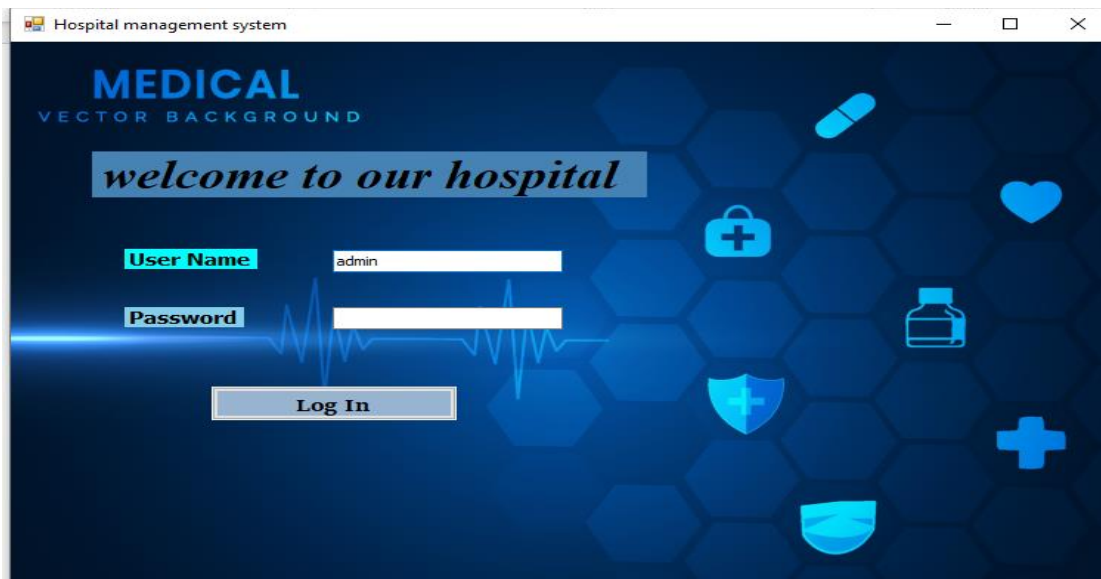 Hospital management system
MEDICAL
VECTOR BACKGROUND
welcome to our hospital
User Name admin
Password
Log In